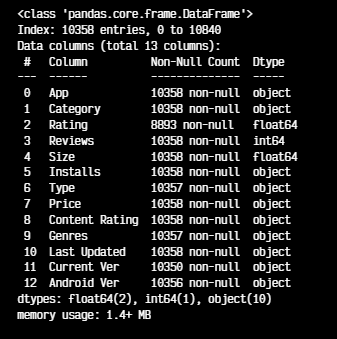 <class 'pandas.core.frame.DataFrame'>
Index: 10358 entries, 0 to 10840
Data columns (total 13 columns):
 #   Column          Non-Null Count  Dtype
---  ------          --------------  -----
 0   App             10358 non-null  object
 1   Category        10358 non-null  object
 2   Rating          8893 non-null   float64
 3   Reviews         10358 non-null  int64
 4   Size            10358 non-null  float64
 5   Installs        10358 non-null  object
 6   Type            10357 non-null  object
 7   Price           10358 non-null  object
 8   Content Rating  10358 non-null  object
 9   Genres          10357 non-null  object
 10  Last Updated    10358 non-null  object
 11  Current Ver     10350 non-null  object
 12  Android Ver     10356 non-null  object
dtypes: float64(2), int64(1), object(10)
memory usage: 1.4+ MB